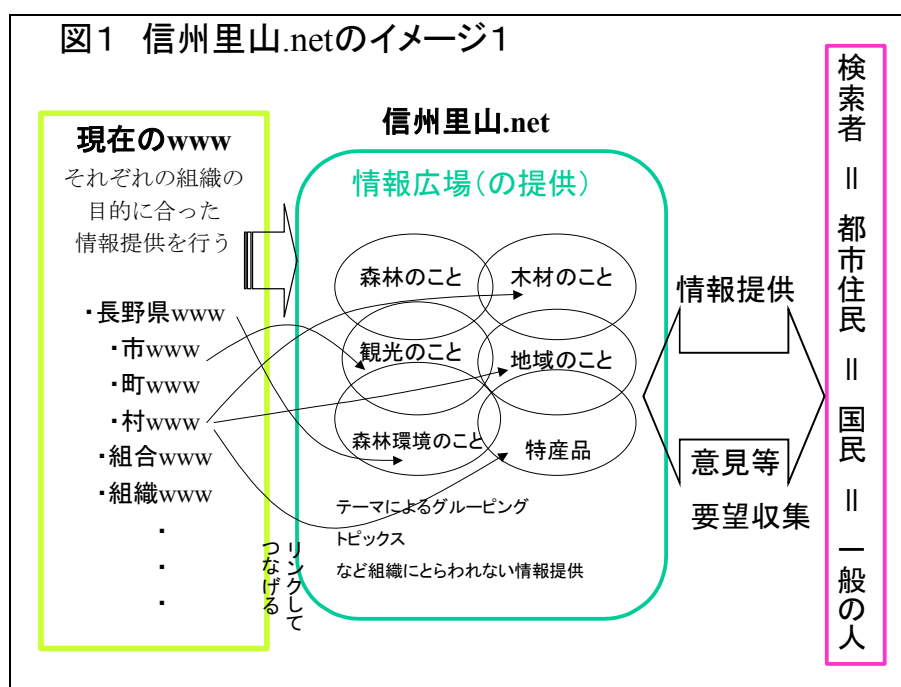 図1 信州里山.netのイメージ1
現在のwww
それぞれの組織の
目的に合った
情報提供を行う
・長野県www
・市www
・町www
・村www
・組合www
・組織www
・
・
・
リンクして
つなげる
信州里山.net
情報広場(の提供)
森林のこと
木材のこと
観光のこと
地域のこと
森林環境のこと
特産品
テーマによるグルーピング
トピックス
など組織にとらわれない情報提供
情報提供
意見等
要望収集
検索者 = 都市住民 = 国民 = 一般の人